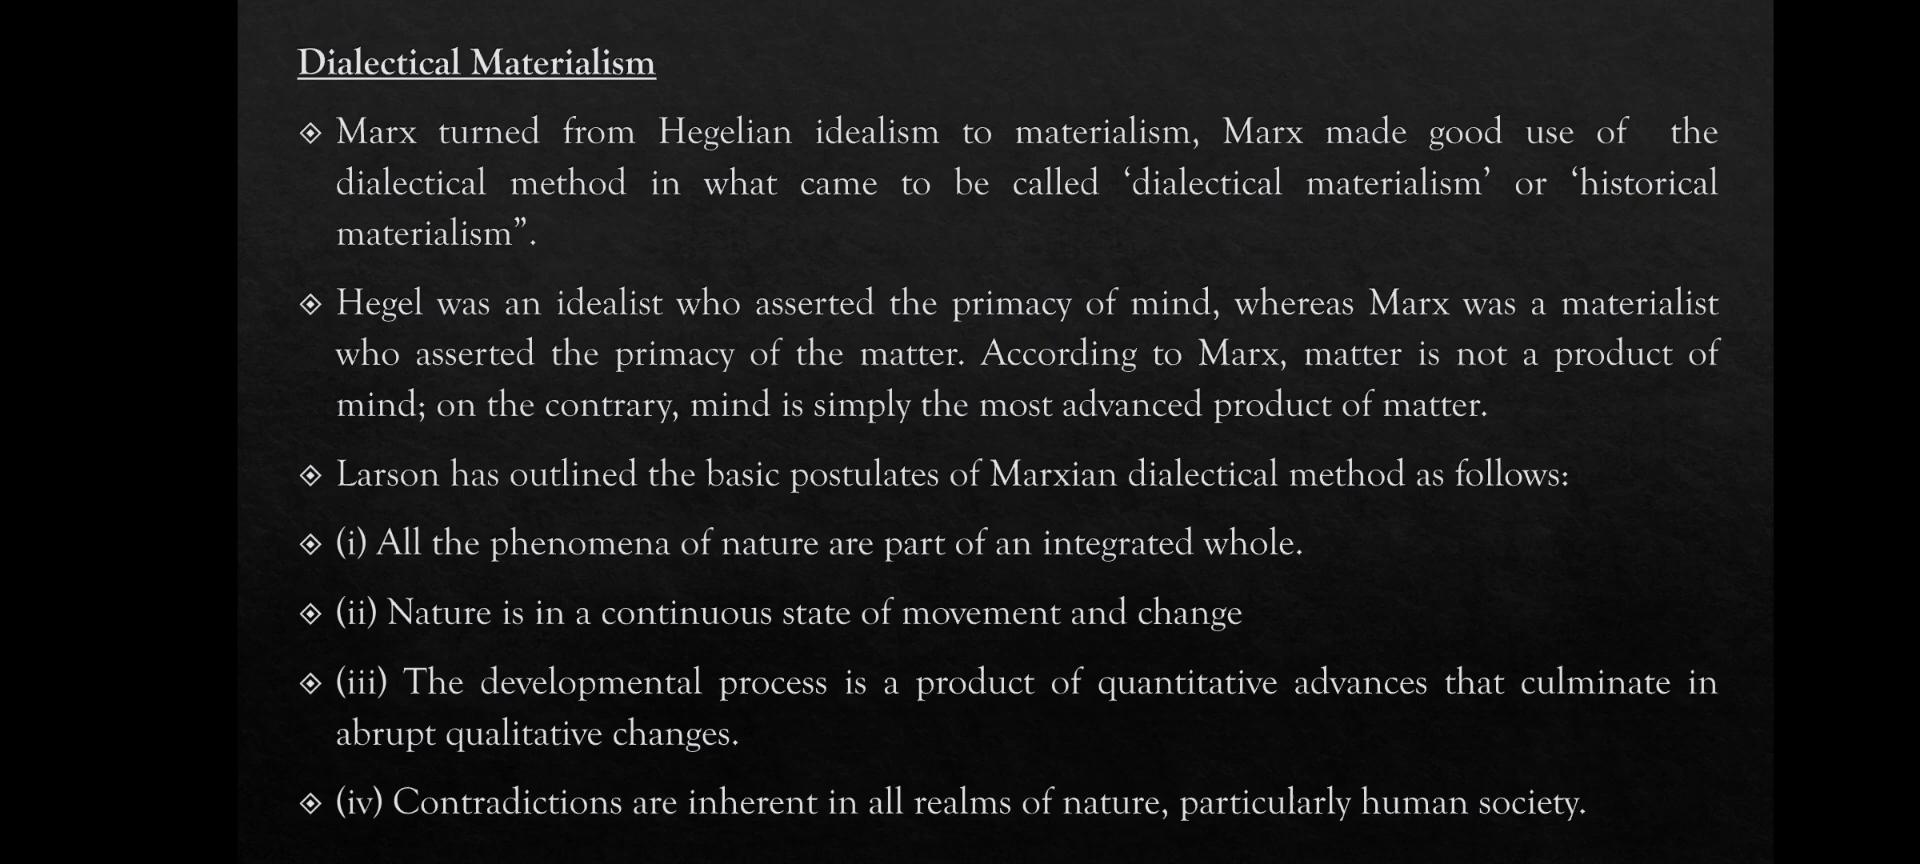 Dialectical Materialism
Marx turned from Hegelian idealism to materialism, Marx made good use of the
dialectical method in what came to be called ‘dialectical materialism’ or ‘historical
materialism”.
Hegel was an idealist who asserted the primacy of mind, whereas Marx was a materialist
who asserted the primacy of the matter. According to Marx, matter is not a product of
mind; on the contrary, mind is simply the most advanced product of matter.
Larson has outlined the basic postulates of Marxian dialectical method as follows:
(i) All the phenomena of nature are part of an integrated whole.
(ii) Nature is in a continuous state of movement and change
(iii) The developmental process is a product of quantitative advances that culminate in
abrupt qualitative changes.
(iv) Contradictions are inherent in all realms of nature, particularly human society.